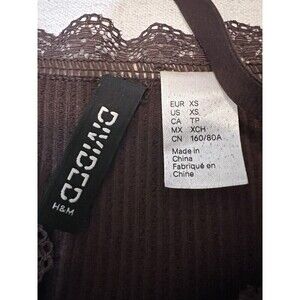 DIVIDED
H&M
EUR XS
US XS
CA TP
MX XCH
CN 160/80A
Made in
China
Fabriqué en
Chine